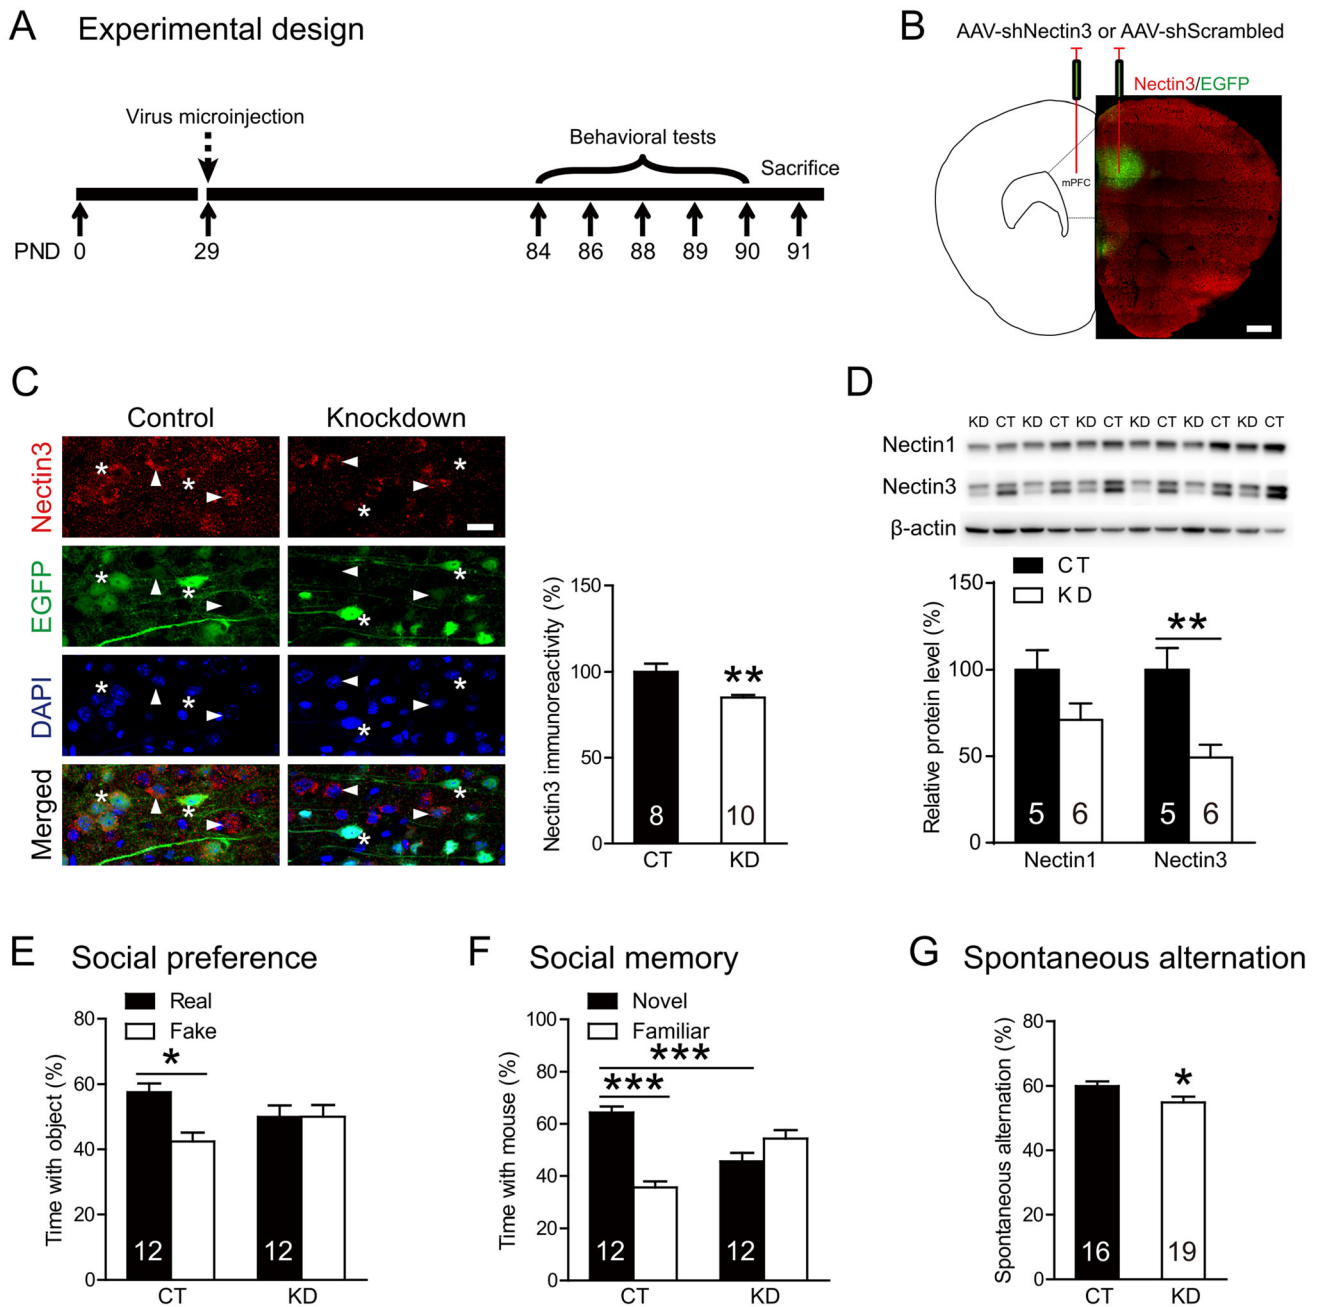 A Experimental design
Virus microinjection
Behavioral tests
Sacrifice
PND 0 29 84 86 88 89 90 91
B
AAV-shNectin3 or AAV-shScrambled
Nectin3/EGFP
mPFC
C
Control Knockdown
Nectin3
EGFP
DAPI
Merged
* * * *
* * * *
* * * *
* * * *
Nectin3 immunoreactivity (%)
150
100
50
0
**
8 10
CT KD
D
KD CT KD CT KD CT KD CT KD CT KD CT
Nectin1
Nectin3
β-actin
CT
KD
Relative protein level (%)
150
100
50
0
**
5 6 5 6
Nectin1 Nectin3
E Social preference
Real
Fake
Time with object (%)
80
60
40
20
0
*
12 12
CT KD
F Social memory
Novel
Familiar
Time with mouse (%)
100
80
60
40
20
0
***
***
12 12
CT KD
G Spontaneous alternation
Spontaneous alternation (%)
80
60
40
20
0
*
16 19
CT KD